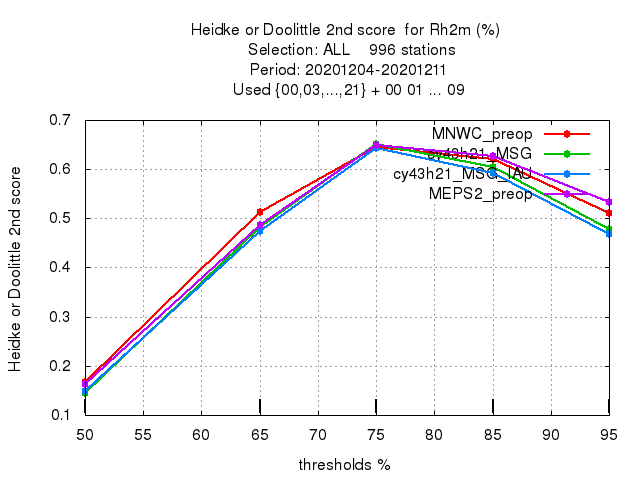 Heidke or Doolittle 2nd score  for Rh2m (%)
Selection: ALL    996 stations
Period: 20201204-20201211
Used {00,03,...,21} + 00 01 ... 09
0.7
0.6
0.5
0.4
0.3
0.2
0.1
Heidke or Doolittle 2nd score
MNWC_preop
cy43h21_MSG
cy43h21_MSG_IAS
MEPS2_preop
50 55 60 65 70 75 80 85 90 95
thresholds %